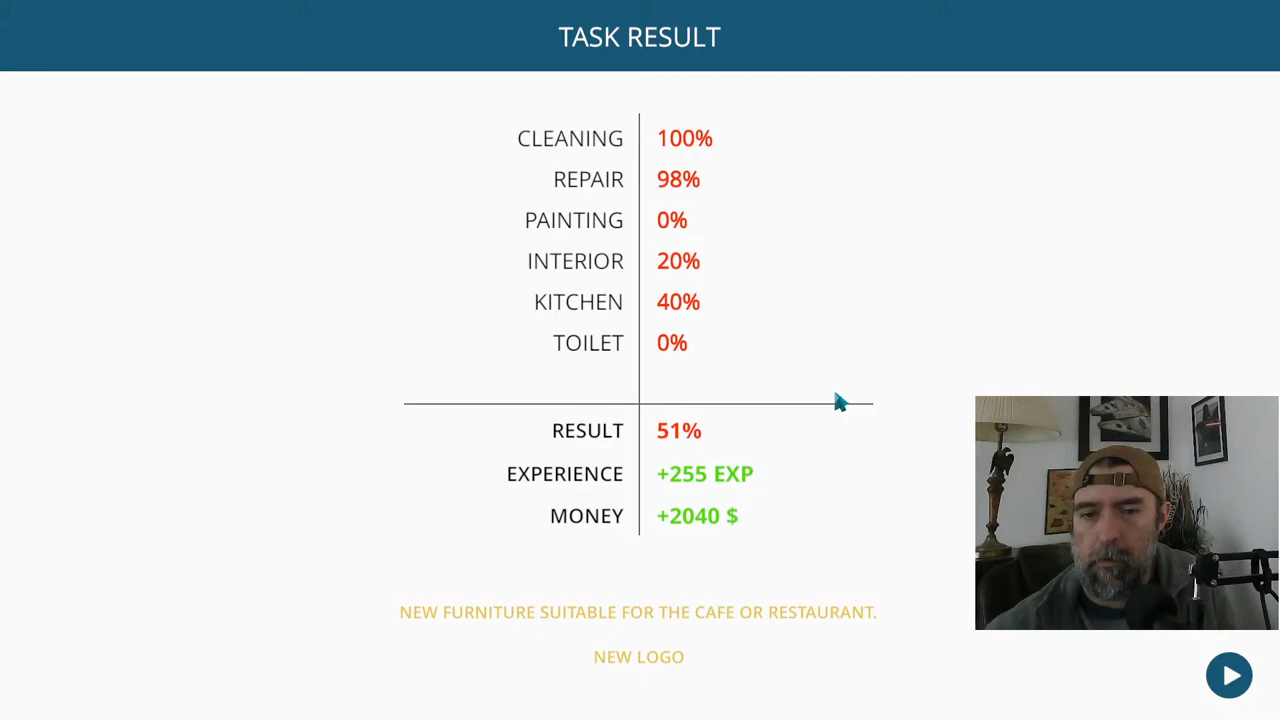 TASK RESULT
CLEANING 100%
REPAIR 98%
PAINTING 0%
INTERIOR 20%
KITCHEN 40%
TOILET 0%
RESULT 51%
EXPERIENCE +255 EXP
MONEY +2040 $
NEW FURNITURE SUITABLE FOR THE CAFE OR RESTAURANT.
NEW LOGO